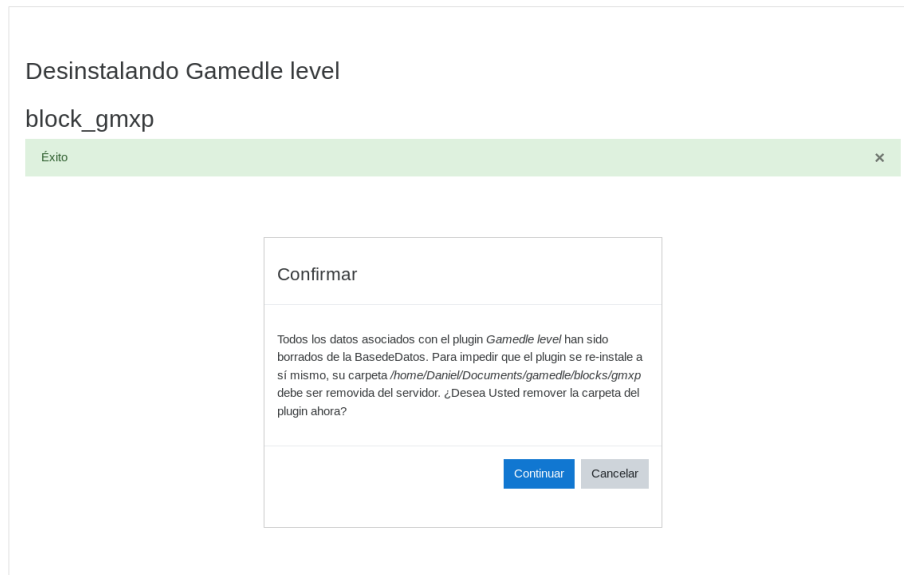 Desinstalando Gamedle level
block_gmxp
Éxito ×
Confirmar
Todos los datos asociados con el plugin Gamedle level han sido
borrados de la BasedeDatos. Para impedir que el plugin se re-instale a
sí mismo, su carpeta /home/Daniel/Documents/gamedle/blocks/gmxp
debe ser removida del servidor. ¿Desea Usted remover la carpeta del
plugin ahora?
Continuar Cancelar